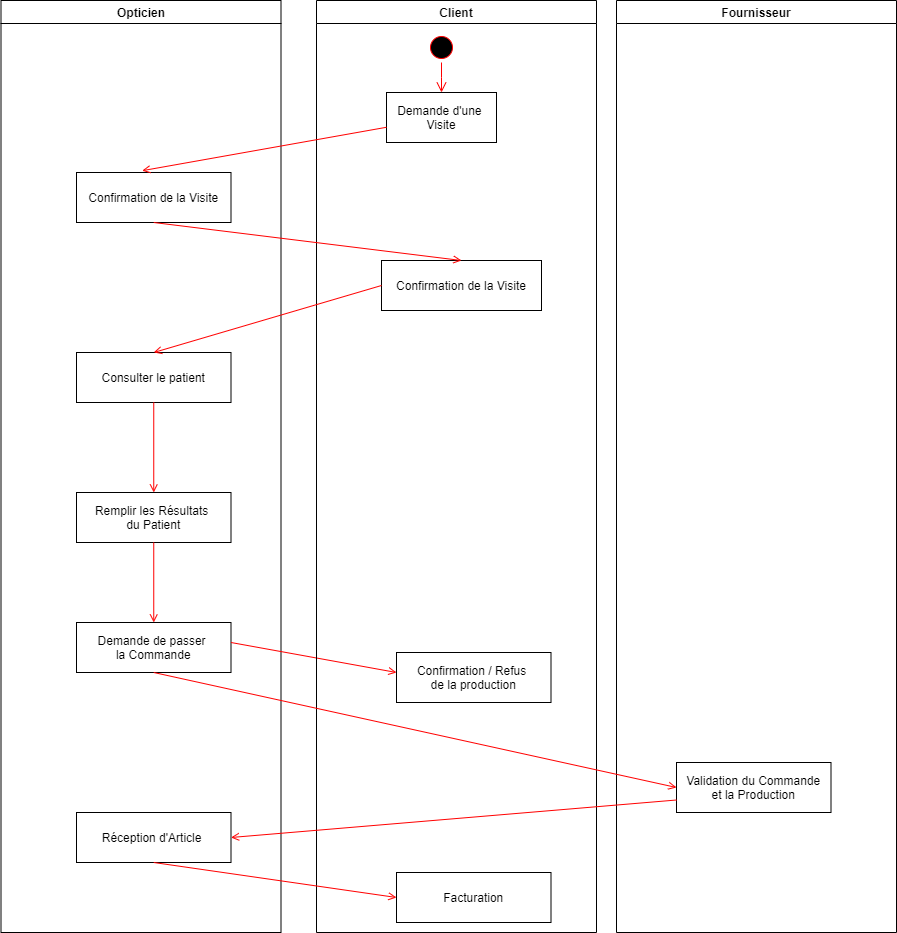 Opticien
Client
Fournisseur
Demande d'une
Visite
Confirmation de la Visite
Confirmation de la Visite
Consulter le patient
Remplir les Résultats
du Patient
Demande de passer
la Commande
Confirmation / Refus
de la production
Validation du Commande
et la Production
Réception d'Article
Facturation